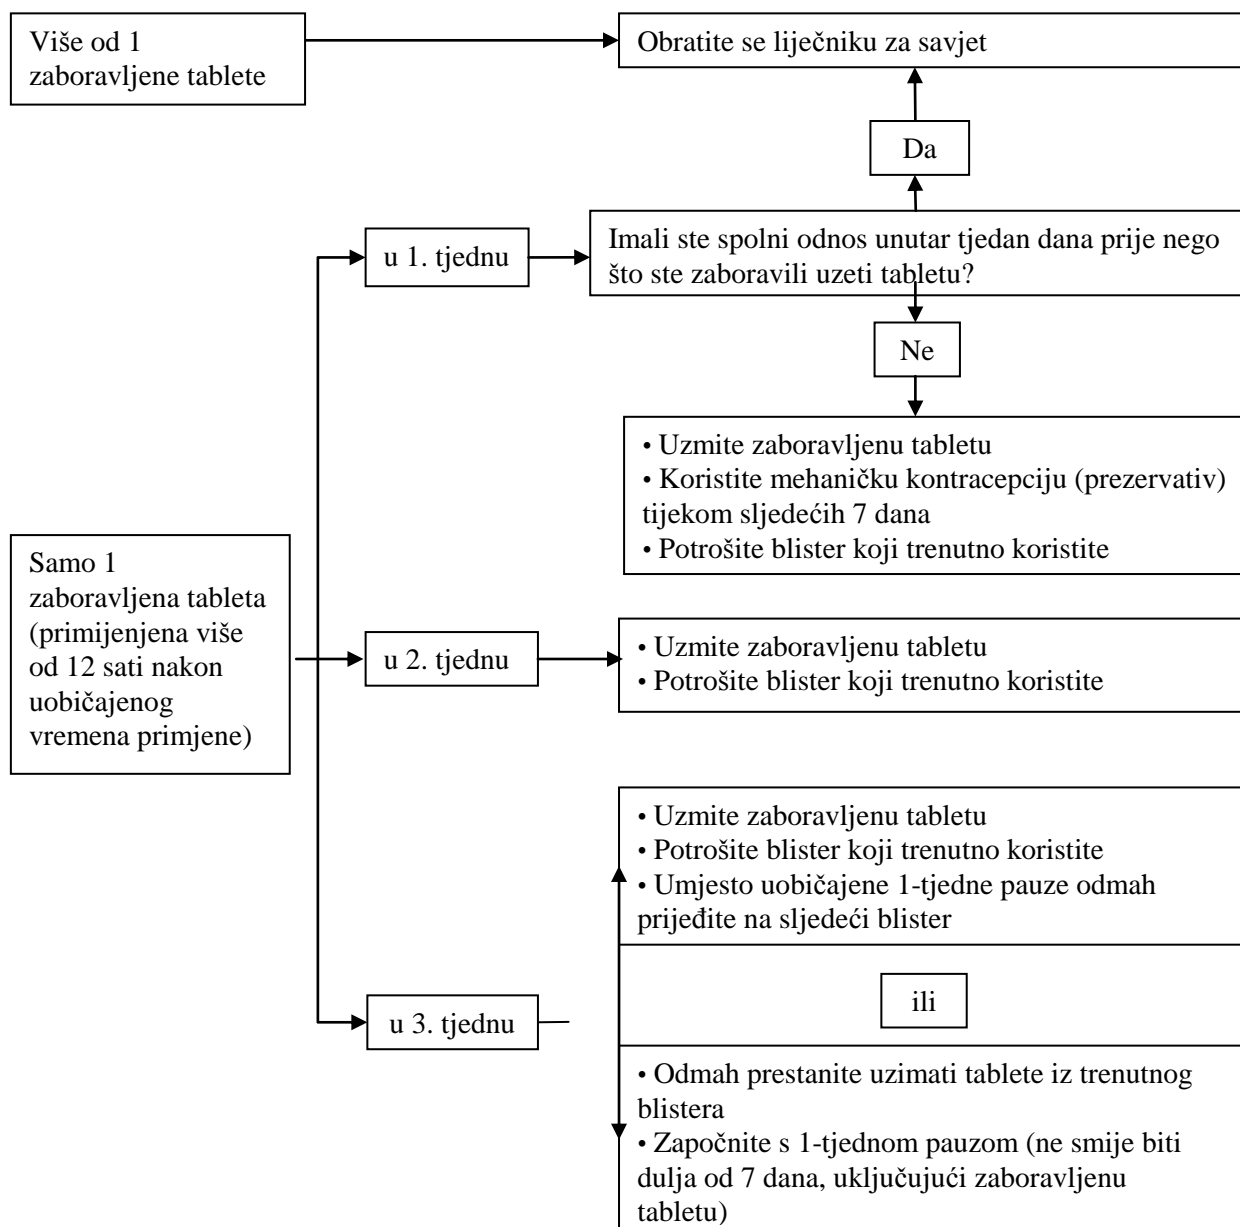 Više od 1
zaboravljene tablete
Obratite se liječniku za savjet
Da
u 1. tjednu
Imali ste spolni odnos unutar tjedan dana prije nego
što ste zaboravili uzeti tabletu?
Ne
• Uzmite zaboravljenu tabletu
• Koristite mehaničku kontracepciju (prezervativ)
tijekom sljedećih 7 dana
• Potrošite blister koji trenutno koristite
Samo 1
zaboravljena tableta
(primijenjena više
od 12 sati nakon
uobičajenog
vremena primjene)
u 2. tjednu
• Uzmite zaboravljenu tabletu
• Potrošite blister koji trenutno koristite
• Uzmite zaboravljenu tabletu
• Potrošite blister koji trenutno koristite
• Umjesto uobičajene 1-tjedne pauze odmah
prijeđite na sljedeći blister
u 3. tjednu
ili
• Odmah prestanite uzimati tablete iz trenutnog
blistera
• Započnite s 1-tjednom pauzom (ne smije biti
dulja od 7 dana, uključujući zaboravljenu
tabletu)